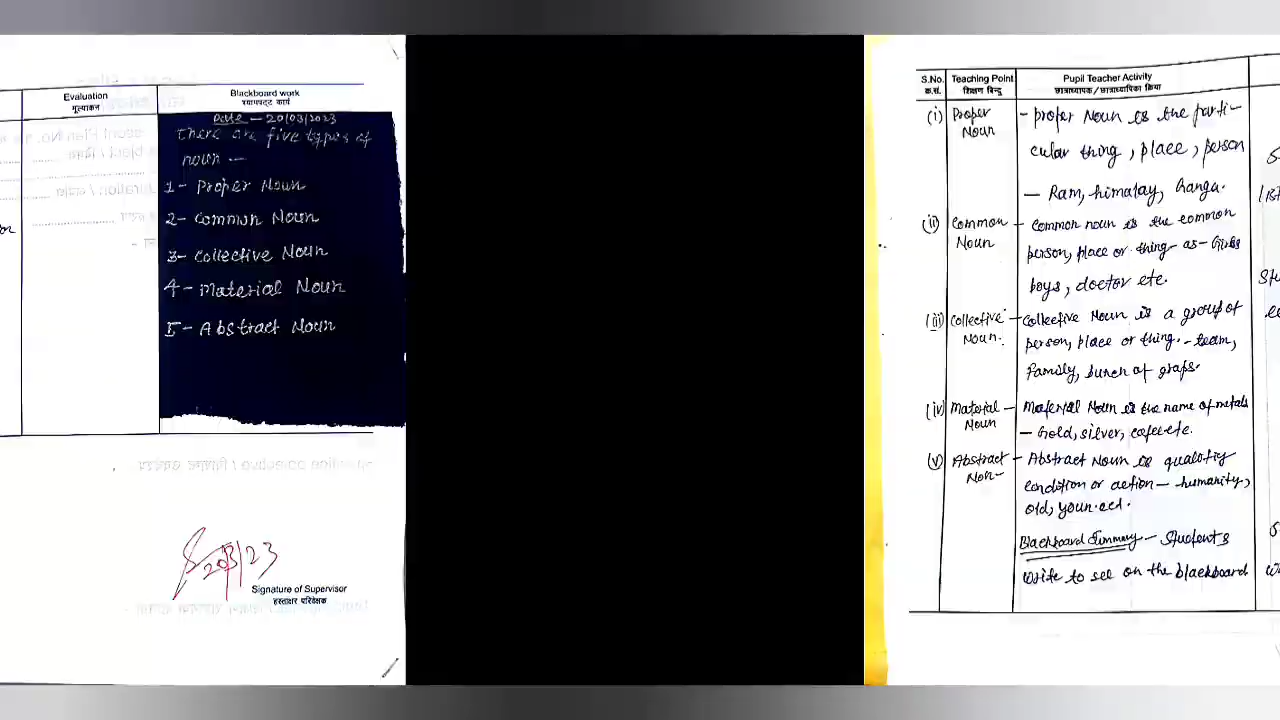 Evaluation
मूल्यांकन
Blackboard work
श्यामपट्ट कार्य
Date - 20/03/2023
There are five types of
noun —
1- Proper Noun
2- Common Noun
3- Collective Noun
4- Material Noun
5- Abstract Noun
20/3/23
Signature of Supervisor
हस्ताक्षर परिवेक्षक
S.No. Teaching Point Pupil Teacher Activity
क्र.सं. शिक्षण बिन्दु छात्राध्यापक/छात्राध्यापिका क्रिया
(i) Proper Noun - Proper Noun is the parti-
cular thing, place, person
— Ram, himalay, Ganga.
(ii) Common Noun — Common noun is the common
person, place or thing - as - Girls
boys, doctor etc.
(iii) Collective Noun. — Collective Noun is a group of
person, place or thing. - team,
Family, bunch of graps.
(iv) Material Noun — Material Noun is the name of metals
— Gold, silver,
(v) Abstract Non — Abstract Noun is
condition or action — humanity,
old,
Blackboard Summary — Students
write to see on the blackboard